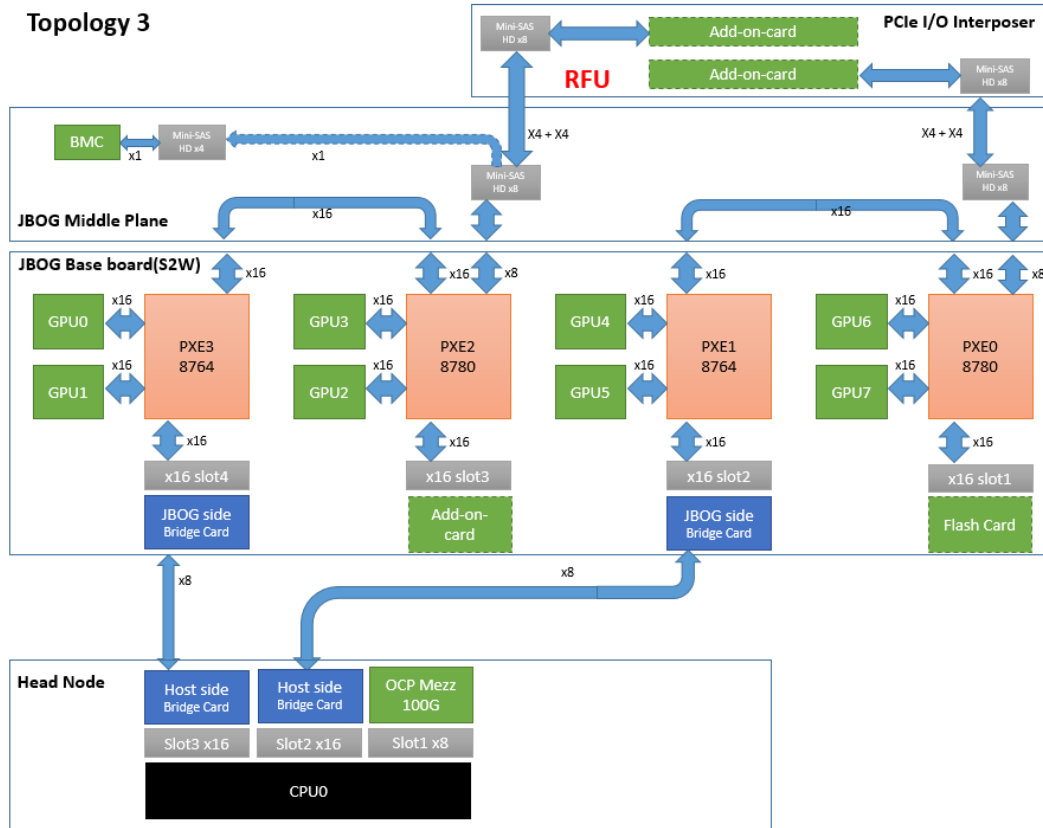 Topology 3
PCIe I/O Interposer
Mini-SAS
HD x8
Add-on-card
RFU
Add-on-card
Mini-SAS
HD x8
BMC
x1
Mini-SAS
HD x4
x1
X4 + X4
X4 + X4
Mini-SAS
HD x8
Mini-SAS
HD x8
x16
x16
JBOG Middle Plane
JBOG Base board(S2W)
x16
x16
x8
x16
x16
x8
GPU0
x16
GPU1
x16
PXE3
8764
GPU3
x16
GPU2
x16
PXE2
8780
GPU4
x16
GPU5
x16
PXE1
8764
GPU6
x16
GPU7
x16
PXE0
8780
x16
x16
x16
x16
x16 slot4
x16 slot3
x16 slot2
x16 slot1
JBOG side
Bridge Card
Add-on-
card
JBOG side
Bridge Card
Flash Card
x8
x8
Head Node
Host side
Bridge Card
Host side
Bridge Card
OCP Mezz
100G
Slot3 x16
Slot2 x16
Slot1 x8
CPU0